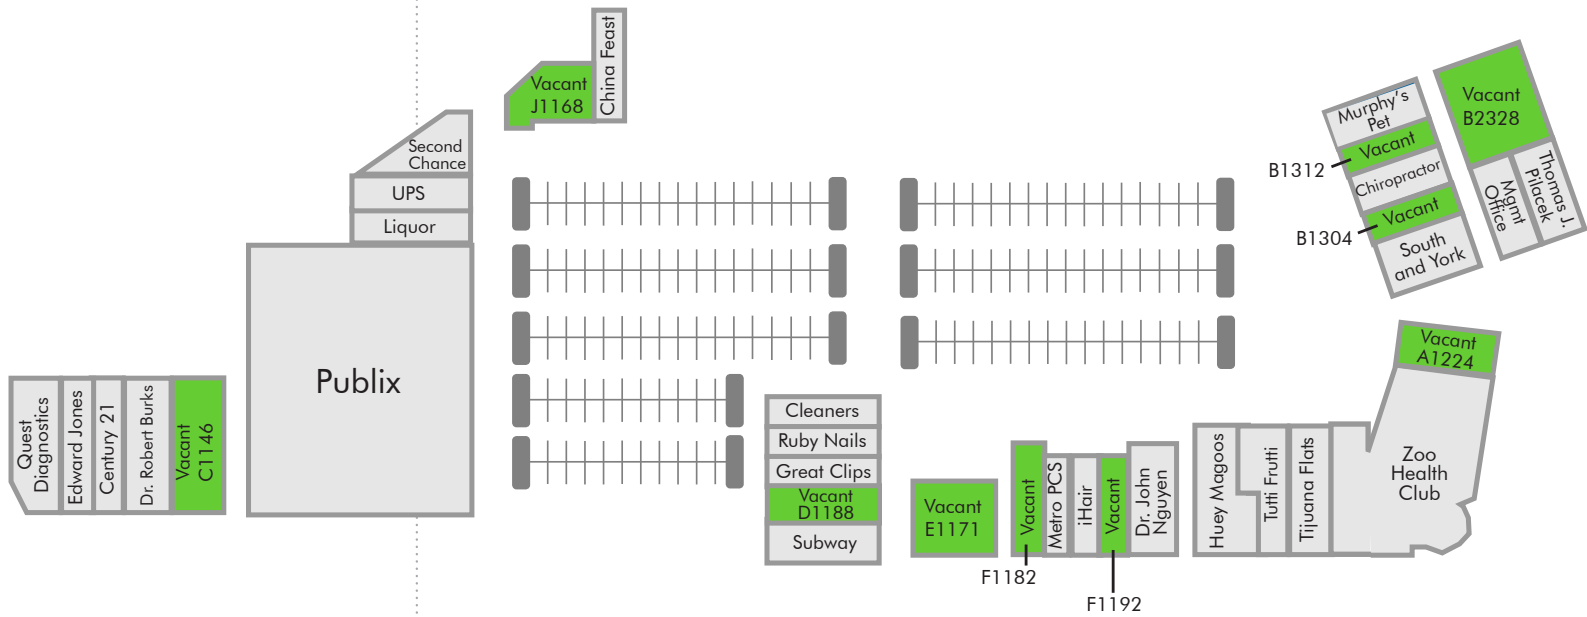 China Feast
Vacant
J1168
Second
Chance
UPS
Liquor
Publix
Quest
Diagnostics
Edward Jones
Century 21
Dr. Robert Burks
Vacant
C1146
Cleaners
Ruby Nails
Great Clips
Vacant
D1188
Subway
Vacant
E1171
Vacant
F1182
Metro PCS
iHair
Vacant
F1192
Dr. John
Nguyen
Huey Magoos
Tutti Frutti
Tijuana Flats
Zoo
Health
Club
Vacant
A1224
Murphy's
Pet
Vacant
B1312
Chiropractor
Vacant
B1304
South
and York
Vacant
B2328
Mgmt
Office
Thomas J.
Pilacek